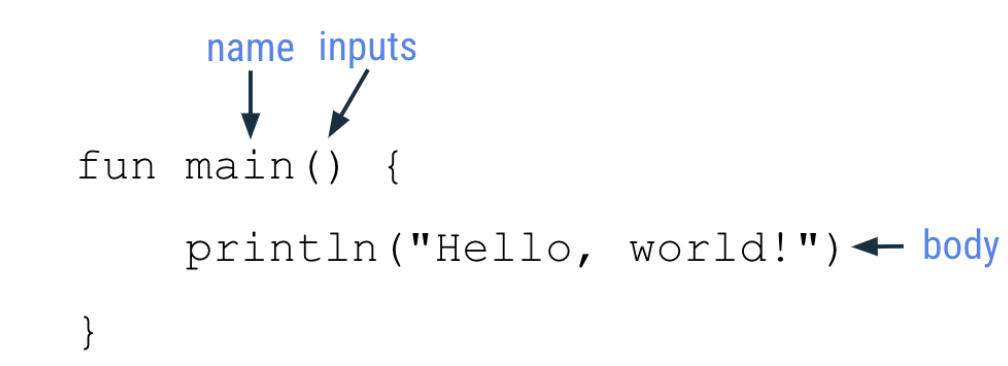 name inputs
fun main() {
println("Hello, world!") body
}